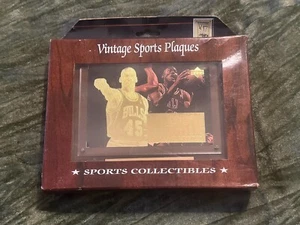 Vintage Sports Plaques
BULLS
45
★ SPORTS COLLECTIBLES ★